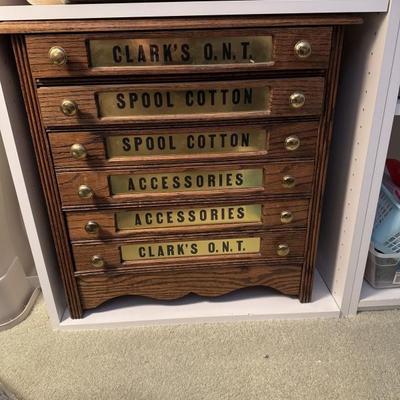 CLARK'S O.N.T.
SPOOL COTTON
SPOOL COTTON
ACCESSORIES
ACCESSORIES
CLARK'S O.N.T.